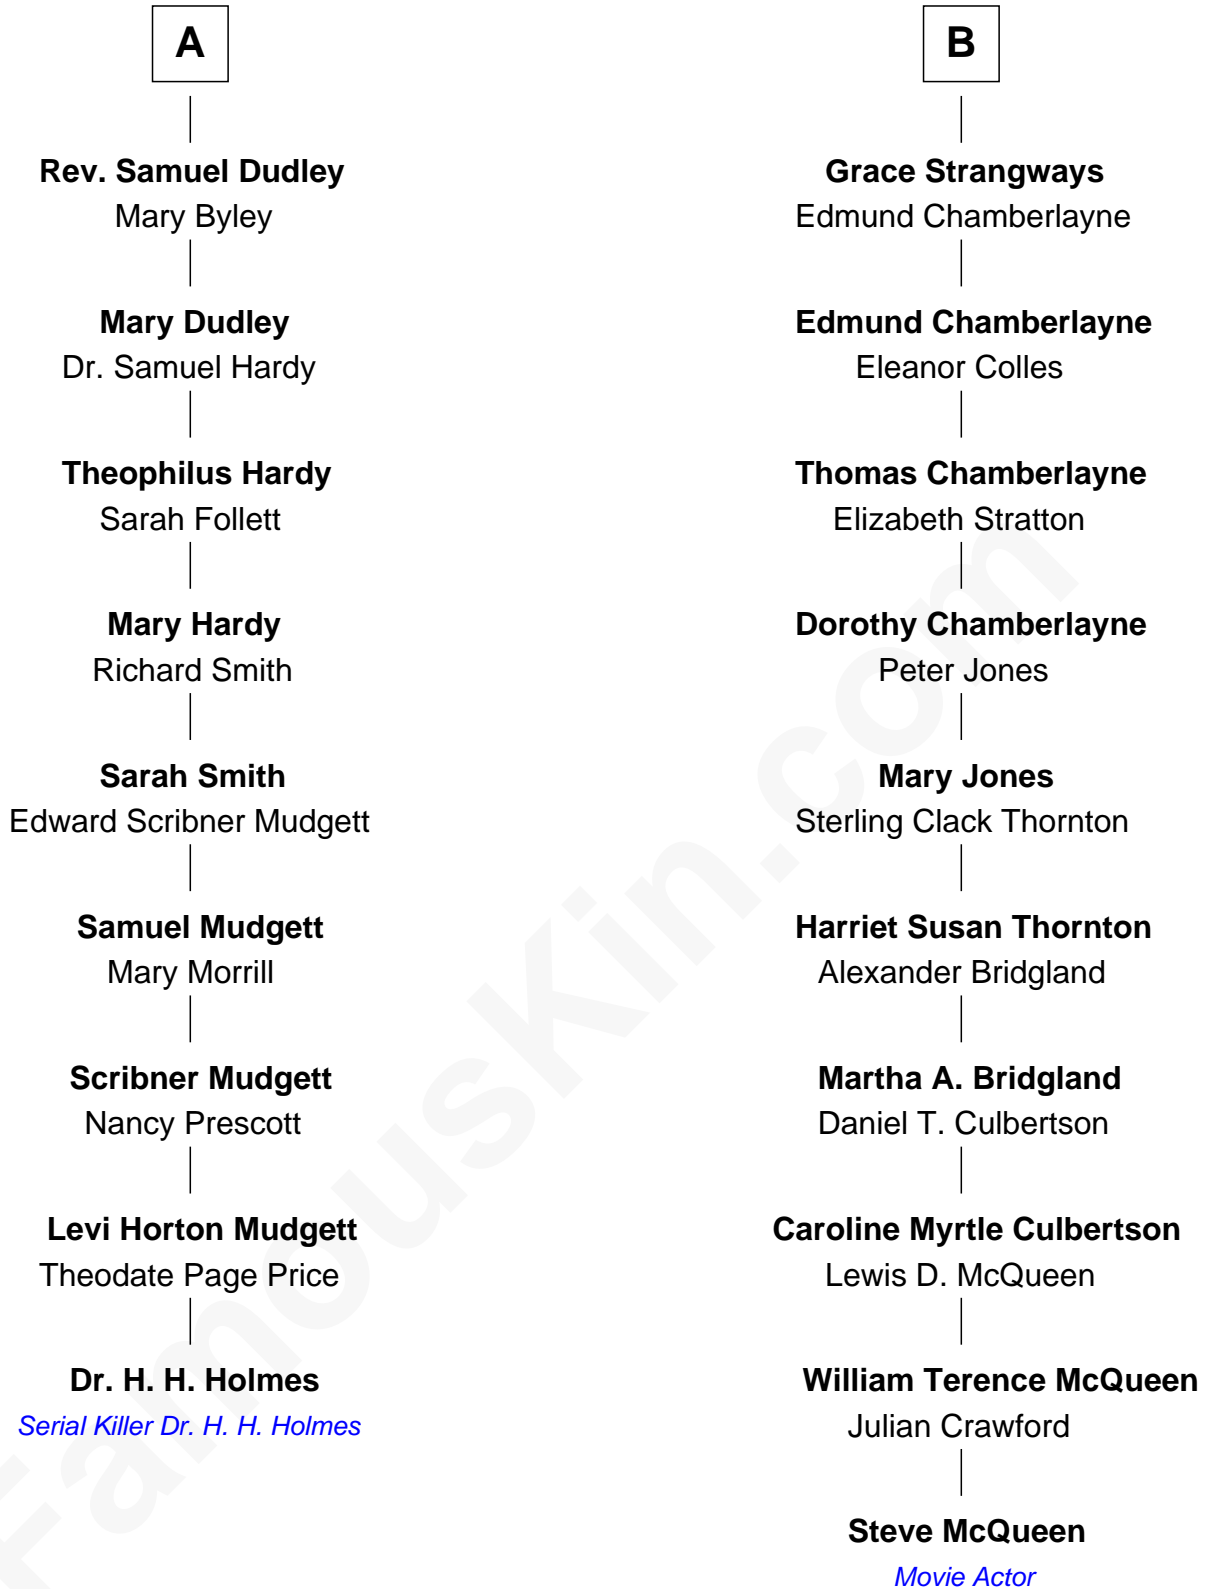 A
Rev. Samuel Dudley
Mary Byley
Mary Dudley
Dr. Samuel Hardy
Theophilus Hardy
Sarah Follett
Mary Hardy
Richard Smith
Sarah Smith
Edward Scribner Mudgett
Samuel Mudgett
Mary Morrill
Scribner Mudgett
Nancy Prescott
Levi Horton Mudgett
Theodate Page Price
Dr. H. H. Holmes
Serial Killer Dr. H. H. Holmes
B
Grace Strangways
Edmund Chamberlayne
Edmund Chamberlayne
Eleanor Colles
Thomas Chamberlayne
Elizabeth Stratton
Dorothy Chamberlayne
Peter Jones
Mary Jones
Sterling Clack Thornton
Harriet Susan Thornton
Alexander Bridgland
Martha A. Bridgland
Daniel T. Culbertson
Caroline Myrtle Culbertson
Lewis D. McQueen
William Terence McQueen
Julian Crawford
Steve McQueen
Movie Actor
FamousKin.com